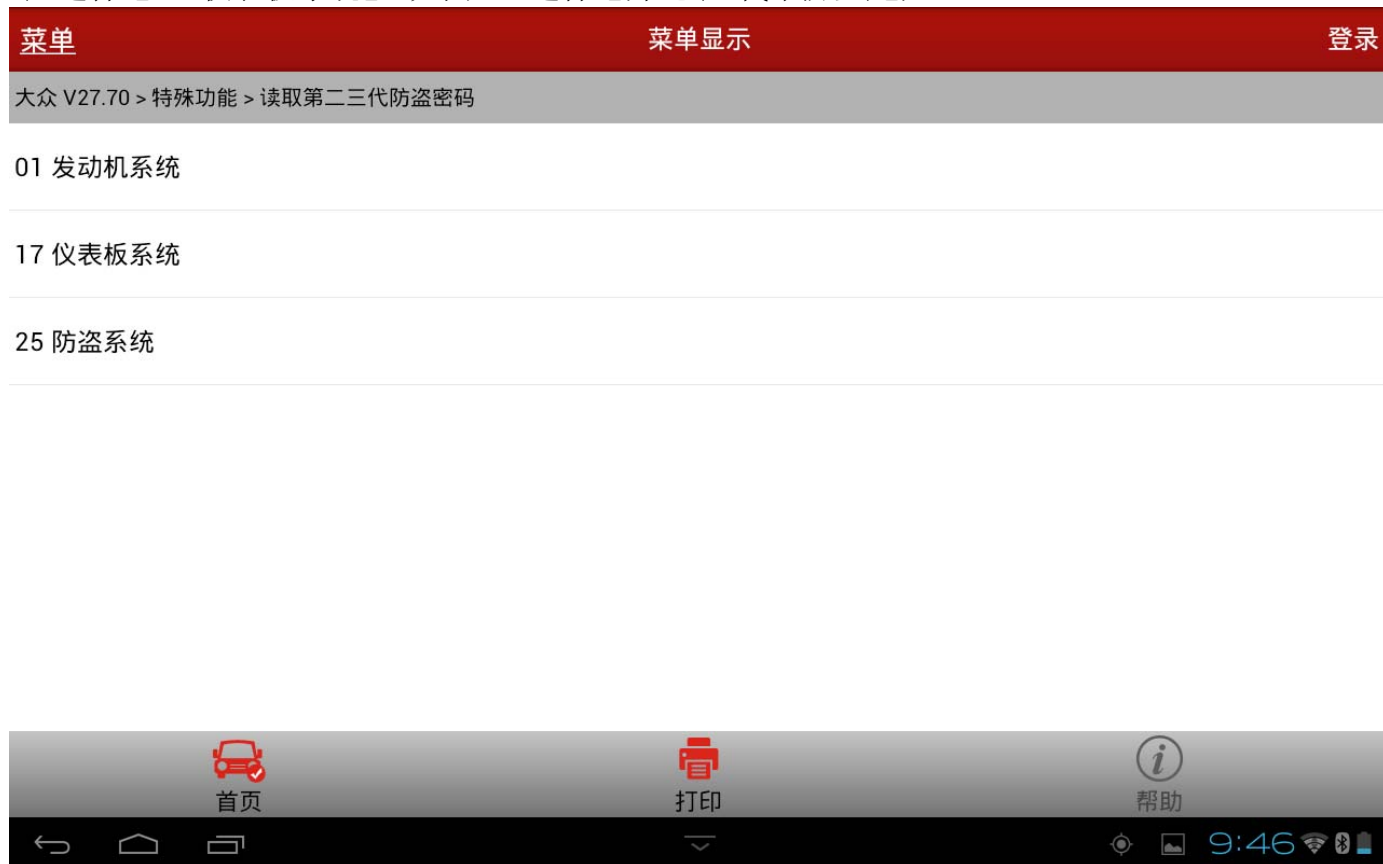 菜单
菜单显示
登录
大众 V27.70 > 特殊功能 > 读取第二三代防盗密码
01 发动机系统
17 仪表板系统
25 防盗系统
首页
打印
帮助
9:46